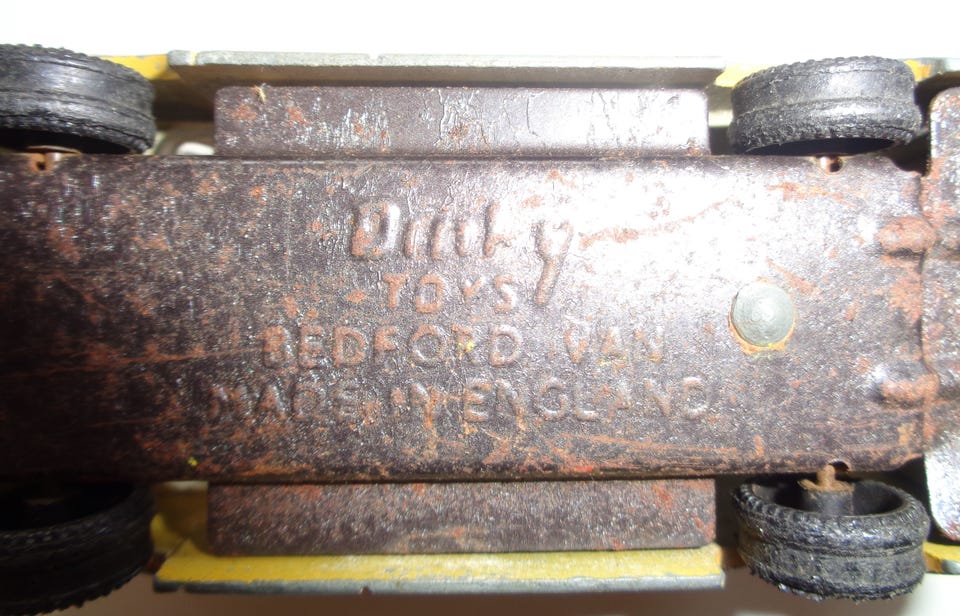 Dinky
TOYS
BEDFORD VAN
MADE IN ENGLAND